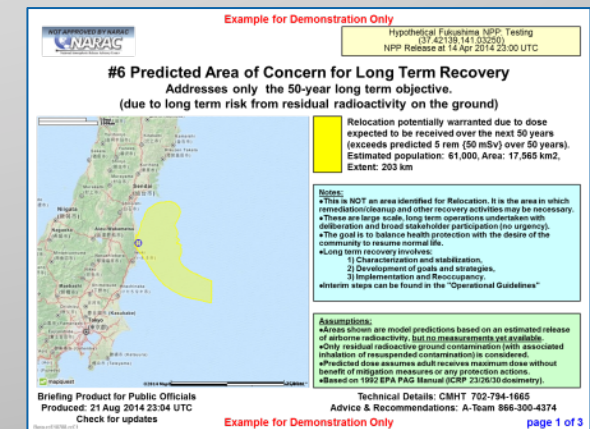 Example for Demonstration Only
NOT APPROVED BY NARAC
NARAC
Hypothetical Fukushima NPP: Testing
(37.42139,141.03250)
NPP Release at 14 Apr 2014 23:00 UTC
#6 Predicted Area of Concern for Long Term Recovery
Addresses only the 50-year long term objective.
(due to long term risk from residual radioactivity on the ground)
Relocation potentially warranted due to dose
expected to be received over the next 50 years
(exceeds predicted 5 rem {50 mSv} over 50 years).
Estimated population: 61,000, Area: 17,565 km2,
Extent: 203 km
Sendai
Niigata
Tokyo
mapquest
Notes:
•This is NOT an area identified for Relocation. It is the area in which
remediation/cleanup and other recovery activities may be necessary.
•These are large scale, long term operations undertaken with
deliberation and broad stakeholder participation (no urgency).
•The goal is to balance health protection with the desire of the
community to resume normal life.
•Long term recovery involves:
1) Characterization and stabilization,
2) Development of goals and strategies,
3) Implementation and Reoccupancy.
•Interim steps can be found in the "Operational Guidelines"
Assumptions:
•Areas shown are model predictions based on an estimated release
of airborne radioactivity, but no measurements yet available.
•Only residual radioactive ground contamination (with associated
inhalation of resuspended contamination) is considered.
•Predicted dose assumes adult receives maximum dose without
benefit of mitigation measures or any protection actions.
•Based on 1992 EPA PAG Manual (ICRP 23/26/30 dosimetry).
Briefing Product for Public Officials
Produced: 21 Aug 2014 23:04 UTC
Check for updates
Technical Details: CMHT 702-794-1665
Advice & Recommendations: A-Team 866-300-4374
Example for Demonstration Only
page 1 of 3